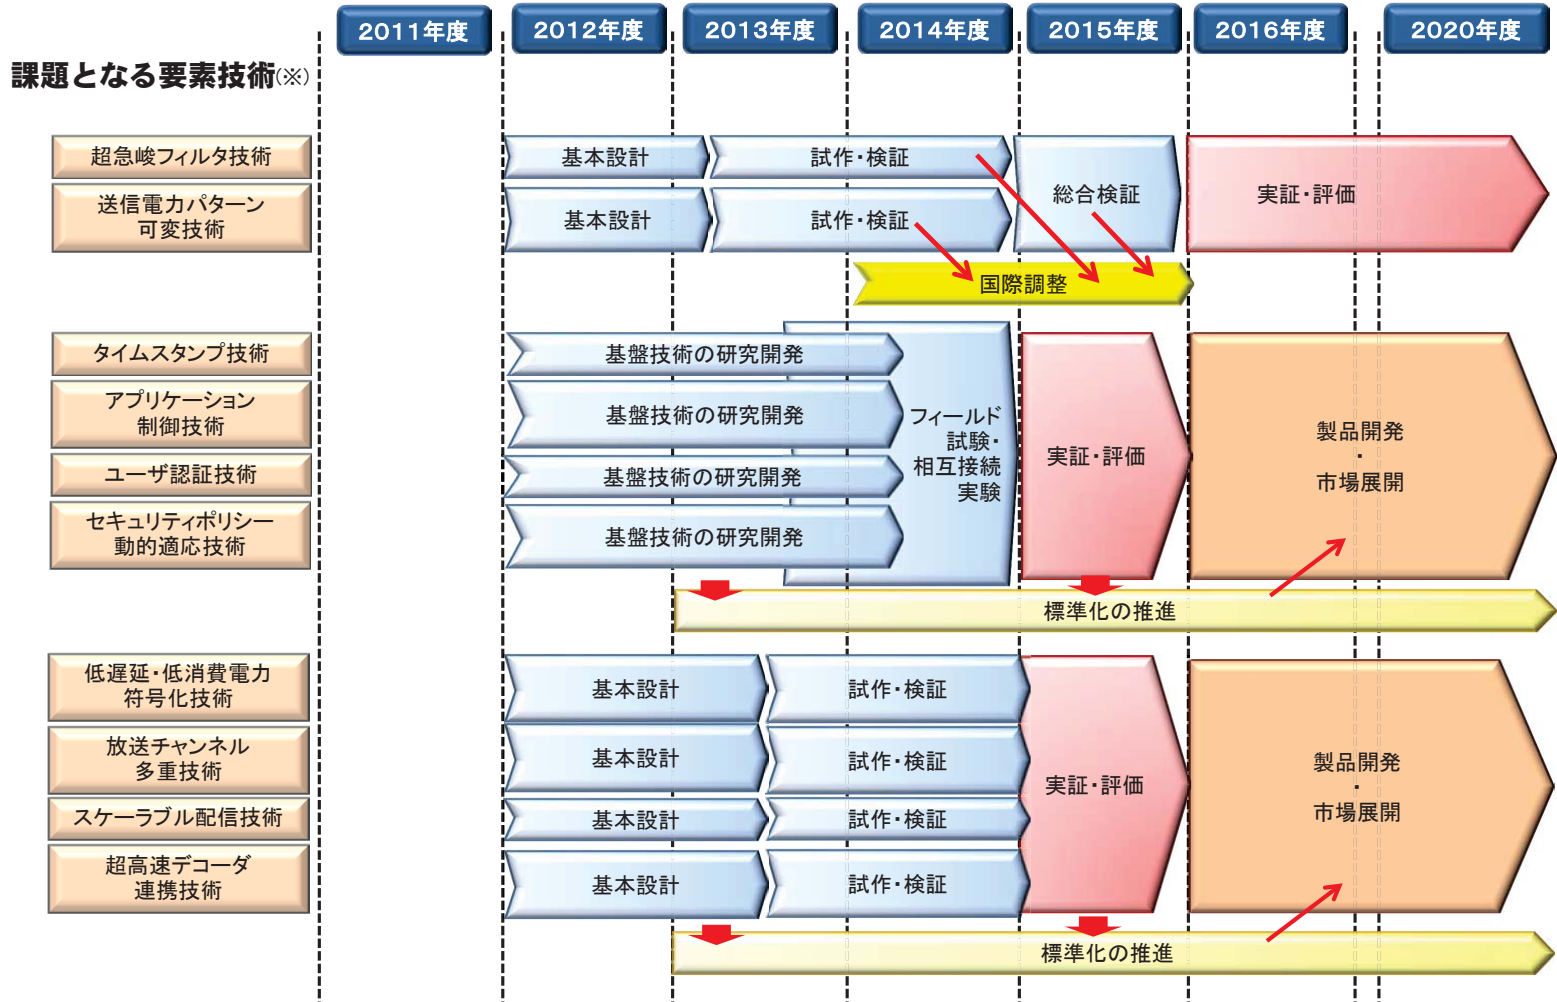 2011年度
2012年度
2013年度
2014年度
2015年度
2016年度
2020年度
課題となる要素技術(※)
超急峻フィルタ技術
基本設計
試作・検証
送信電力パターン
可変技術
基本設計
試作・検証
総合検証
実証・評価
国際調整
タイムスタンプ技術
基盤技術の研究開発
アプリケーション
制御技術
基盤技術の研究開発
ユーザ認証技術
基盤技術の研究開発
セキュリティポリシー
動的適応技術
基盤技術の研究開発
フィールド
試験・
相互接続
実験
実証・評価
製品開発
・
市場展開
標準化の推進
低遅延・低消費電力
符号化技術
基本設計
試作・検証
放送チャンネル
多重技術
基本設計
試作・検証
スケーラブル配信技術
基本設計
試作・検証
超高速デコーダ
連携技術
基本設計
試作・検証
実証・評価
製品開発
・
市場展開
標準化の推進